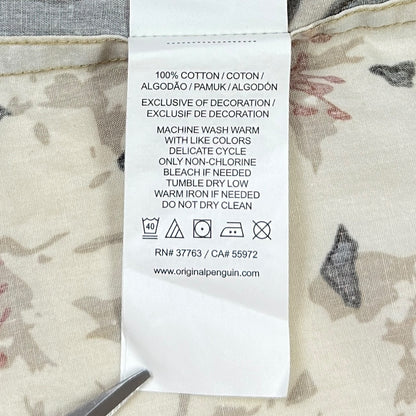 100% COTTON / COTON /
ALGODÃO / PAMUK / ALGODÓN
EXCLUSIVE OF DECORATION /
EXCLUSIF DE DECORATION
MACHINE WASH WARM
WITH LIKE COLORS
DELICATE CYCLE
ONLY NON-CHLORINE
BLEACH IF NEEDED
TUMBLE DRY LOW
WARM IRON IF NEEDED
DO NOT DRY CLEAN
40
RN# 37763 / CA# 55972
www.originalpenguin.com